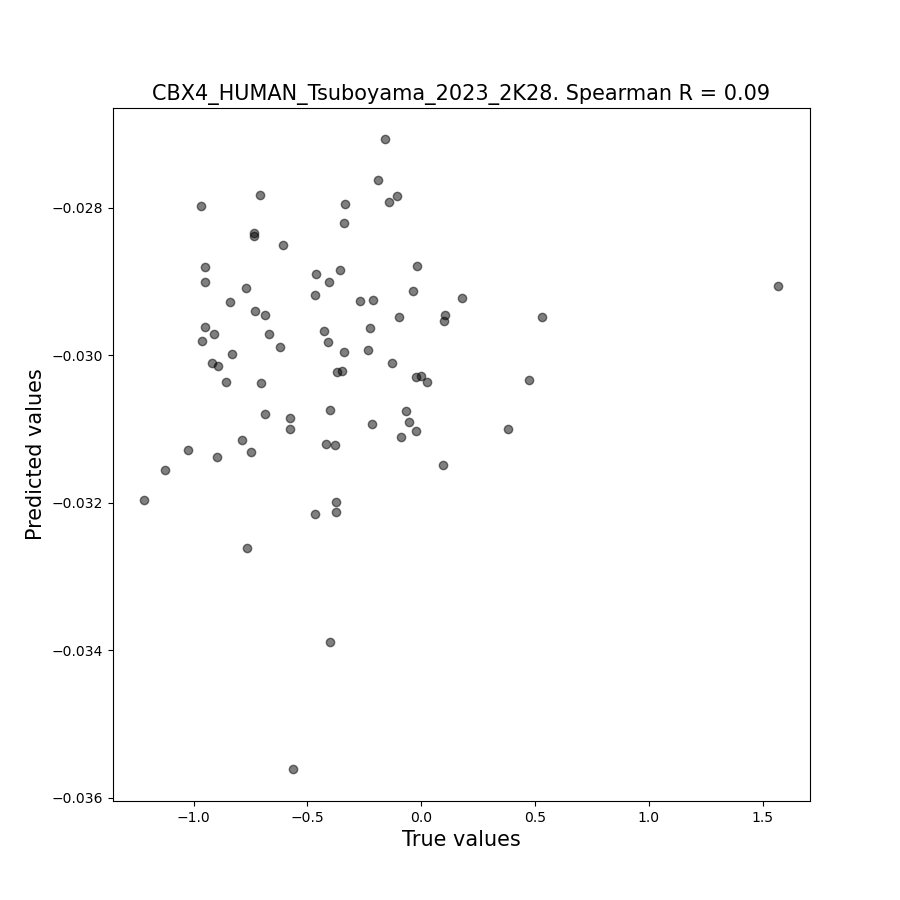 CBX4_HUMAN_Tsuboyama_2023_2K28. Spearman R = 0.09
Predicted values
−0.028
−0.030
−0.032
−0.034
−0.036
−1.0 −0.5 0.0 0.5 1.0 1.5
True values